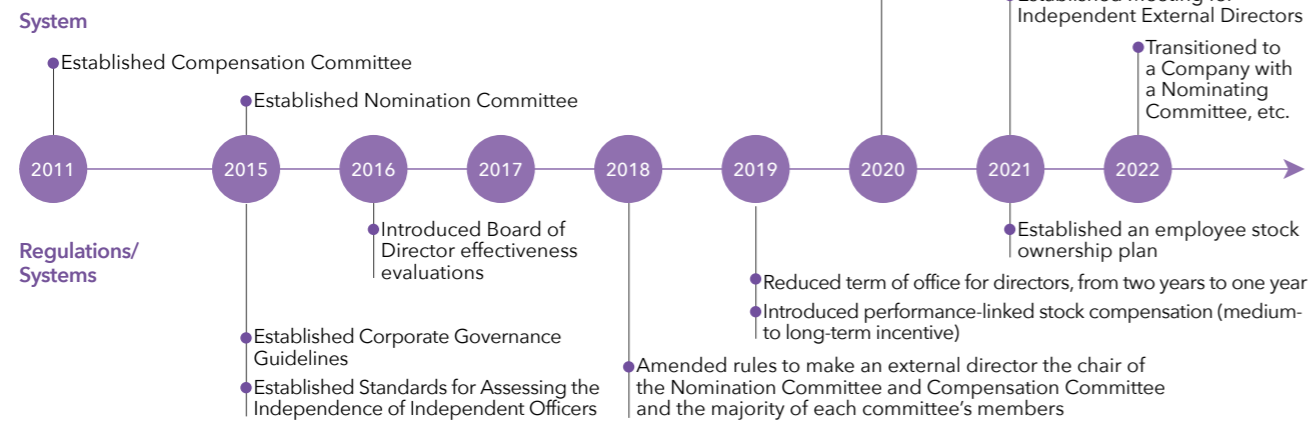 Independent External Directors
System
Transitioned to
a Company with
a Nominating
Committee, etc.
Established Compensation Committee
Established Nomination Committee
2011
2015
2016
2017
2018
2019
2020
2021
2022
Regulations/
Systems
Introduced Board of
Director effectiveness
evaluations
Established an employee stock
ownership plan
Reduced term of office for directors, from two years to one year
Introduced performance-linked stock compensation (medium-
to long-term incentive)
Established Corporate Governance
Guidelines
Established Standards for Assessing the
Independence of Independent Officers
Amended rules to make an external director the chair of
the Nomination Committee and Compensation Committee
and the majority of each committee's members